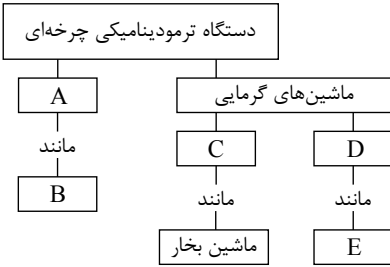 دستگاه ترمودینامیکی چرخه‌ای
A
ماشین‌های گرمایی
مانند
C
D
B
مانند
مانند
ماشین بخار
E